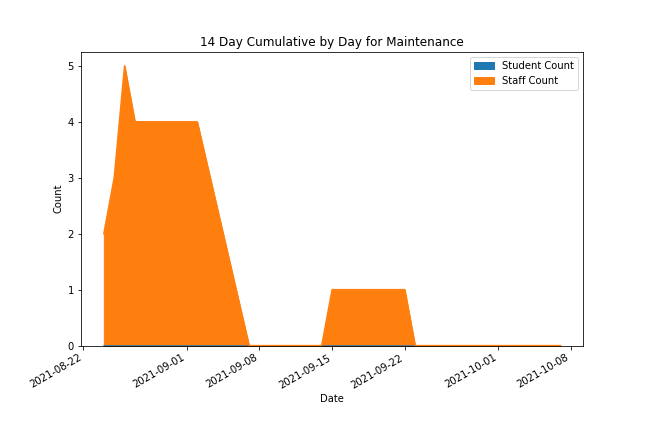 14 Day Cumulative by Day for Maintenance
Student Count
Staff Count
5
4
3
2
1
0
Count
2021-08-22
2021-09-01
2021-09-08
2021-09-15
2021-09-22
2021-10-01
2021-10-08
Date